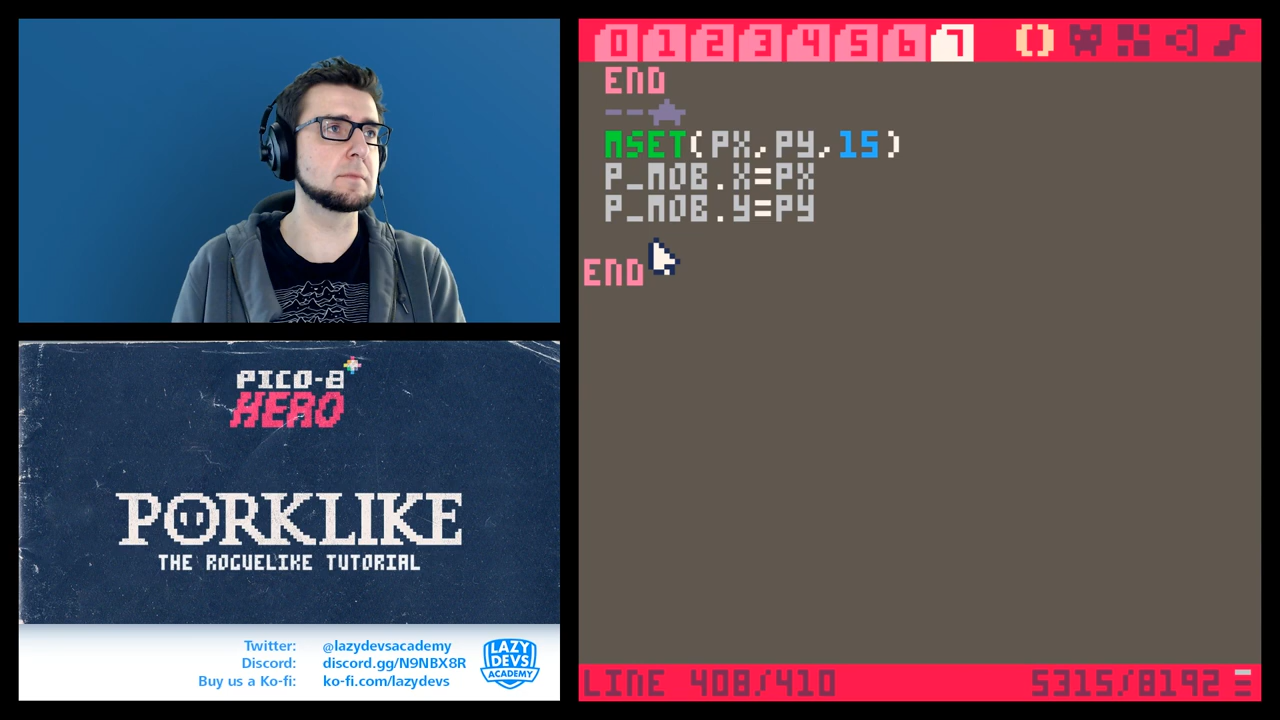 0 1 2 3 4 5 6 7 ()
END
--
MSET(PX,PY,15)
P_MOB.X=PX
P_MOB.Y=PY
END
LINE 408/410 5315/8192
PICO-8
HERO
PORKLIKE
THE ROGUELIKE TUTORIAL
Twitter: @lazydevsacademy
Discord: discord.gg/N9NBX8R
Buy us a Ko-fi: ko-fi.com/lazydevs
LAZY
DEVS
ACADEMY